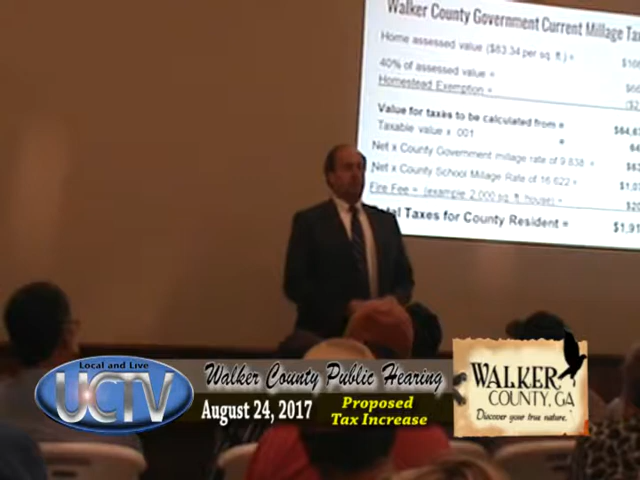 Walker County Government Current Millage Tax
Home assessed value ($83.34 per sq. ft.) =
40% of assessed value =
Homestead Exemption =
Value for taxes to be calculated from =
Taxable value x .001 =
Net x County Government millage rate of 9.838 =
Net x County School Millage Rate of 16.622 =
Fire Fee = (example 2,000 sq. ft. house) =
Total Taxes for County Resident =
Local and Live
UCTV
Walker County Public Hearing
August 24, 2017
Proposed
Tax Increase
WALKER
COUNTY, GA
Discover your true nature.